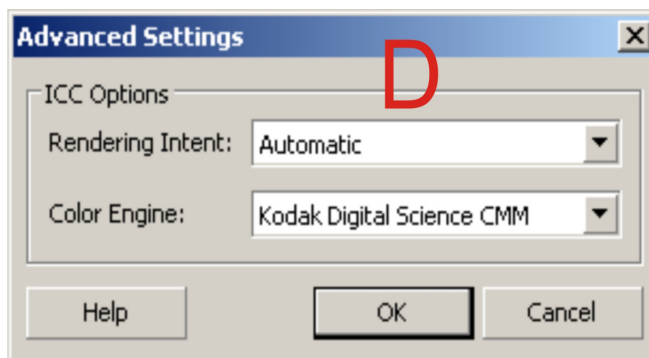 Advanced Settings
D
ICC Options
Rendering Intent: Automatic
Color Engine: Kodak Digital Science CMM
Help OK Cancel